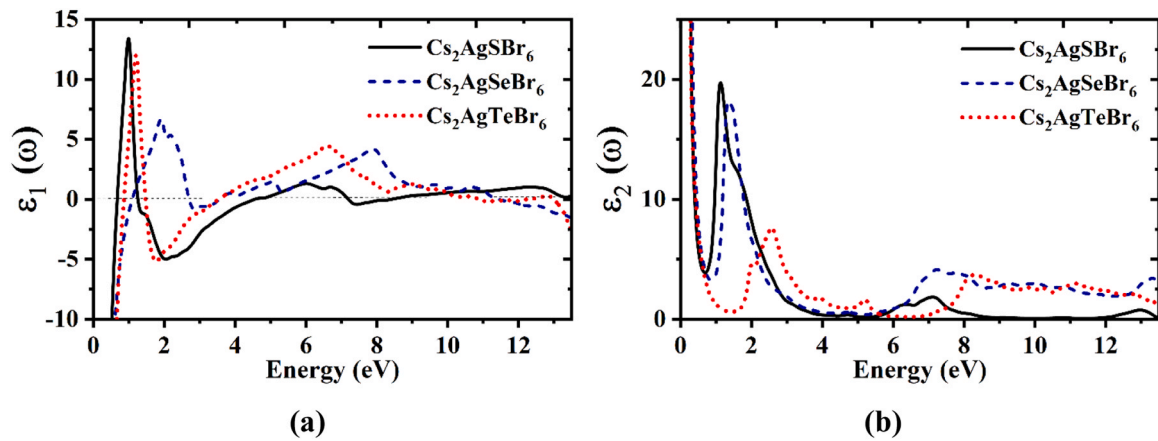 15
10
5
0
-5
-10
ε₁ (ω)
Cs₂AgSBr₆
Cs₂AgSeBr₆
Cs₂AgTeBr₆
0 2 4 6 8 10 12
Energy (eV)
(a)
20
10
0
ε₂ (ω)
Cs₂AgSBr₆
Cs₂AgSeBr₆
Cs₂AgTeBr₆
0 2 4 6 8 10 12
Energy (eV)
(b)